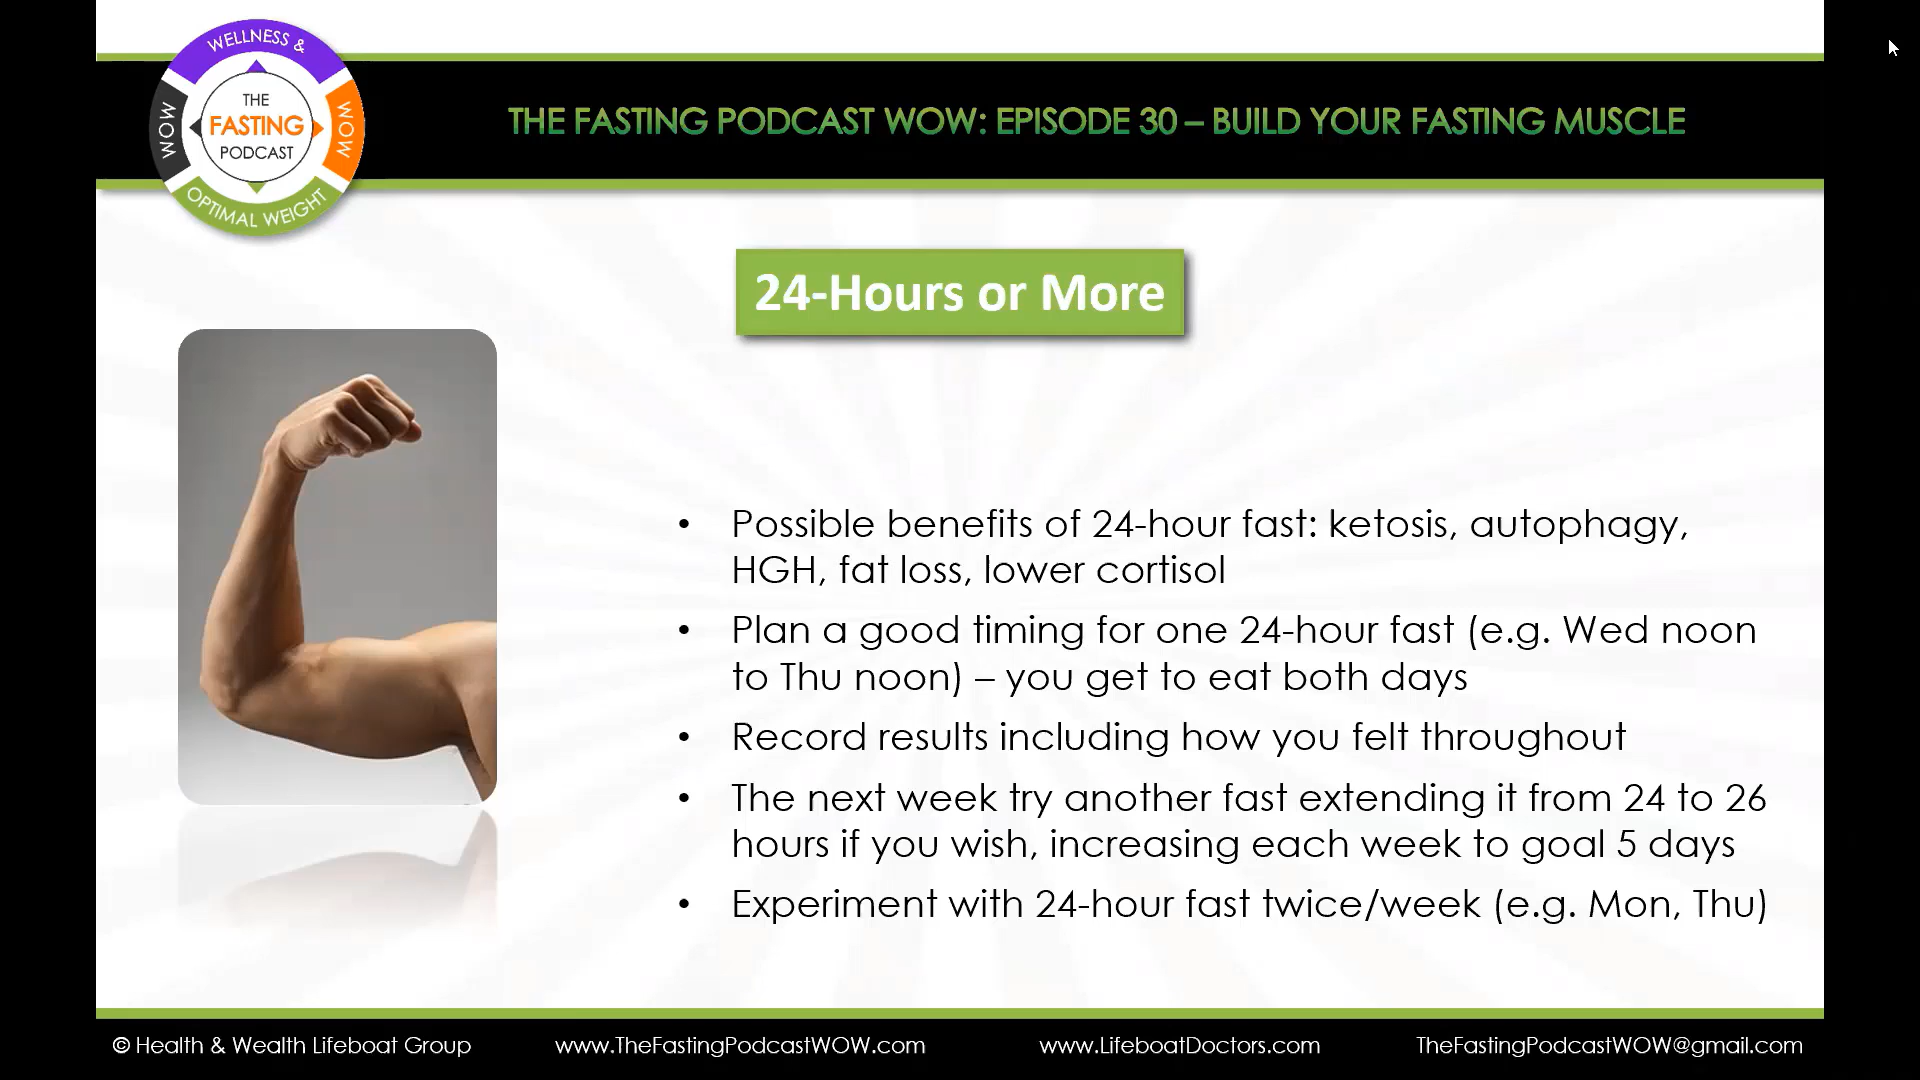 WELLNESS &
WOW
THE
FASTING
PODCAST
WOW
OPTIMAL WEIGHT
THE FASTING PODCAST WOW: EPISODE 30 – BUILD YOUR FASTING MUSCLE
24-Hours or More
• Possible benefits of 24-hour fast: ketosis, autophagy,
HGH, fat loss, lower cortisol
• Plan a good timing for one 24-hour fast (e.g. Wed noon
to Thu noon) – you get to eat both days
• Record results including how you felt throughout
• The next week try another fast extending it from 24 to 26
hours if you wish, increasing each week to goal 5 days
• Experiment with 24-hour fast twice/week (e.g. Mon, Thu)
© Health & Wealth Lifeboat Group www.TheFastingPodcastWOW.com www.LifeboatDoctors.com TheFastingPodcastWOW@gmail.com